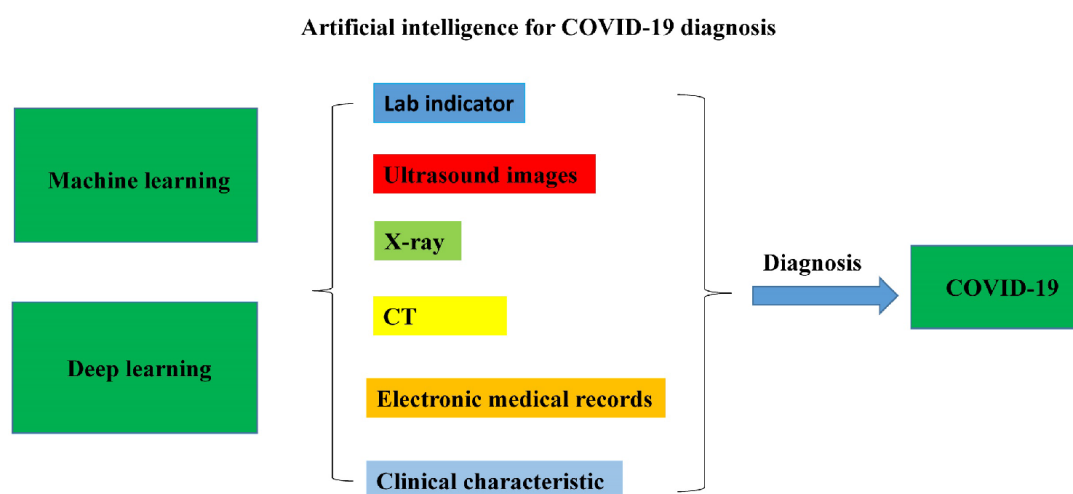 Artificial intelligence for COVID-19 diagnosis
Machine learning
Deep learning
Lab indicator
Ultrasound images
X-ray
CT
Electronic medical records
Clinical characteristic
Diagnosis
COVID-19